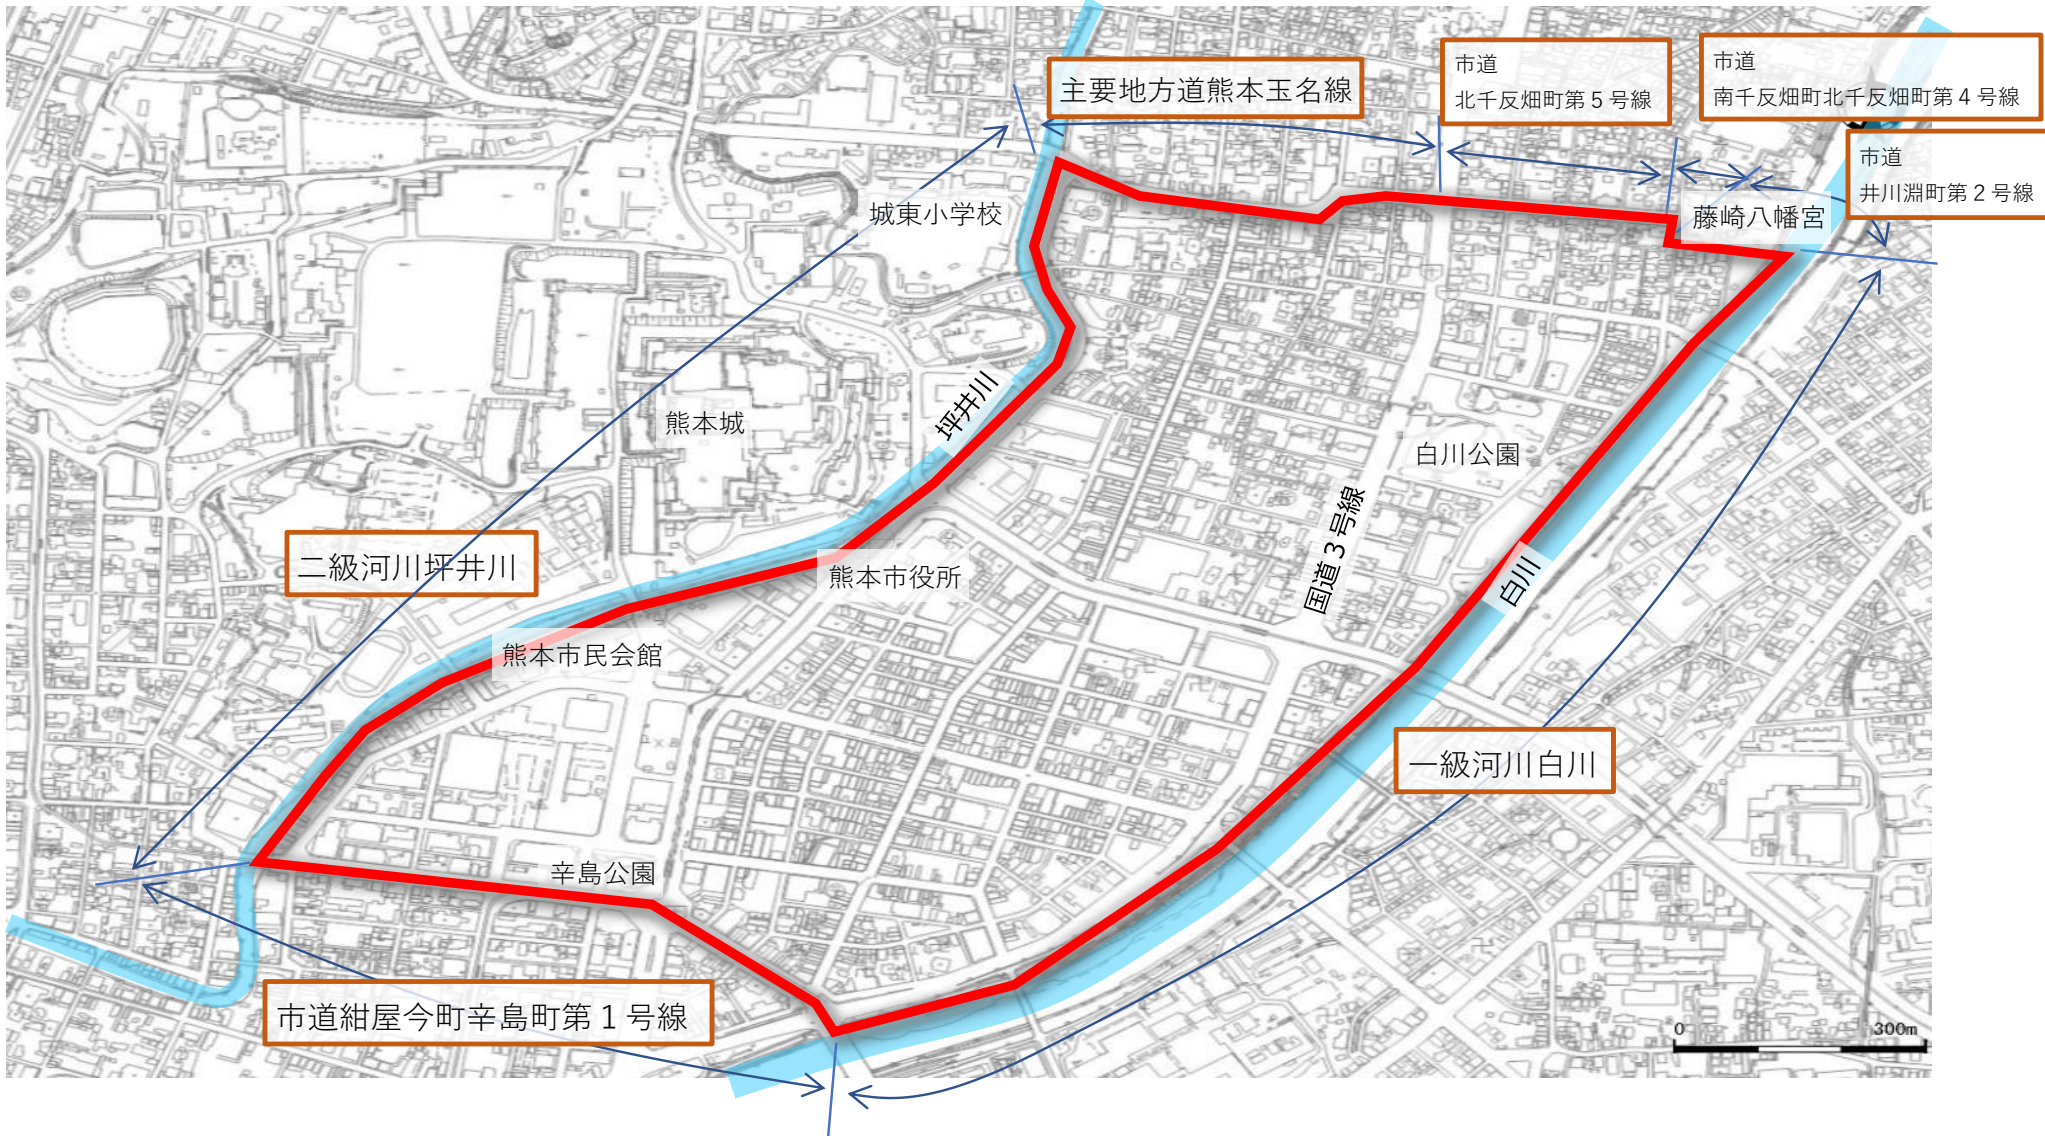 主要地方道熊本玉名線
市道
北千反畑町第5号線
市道
南千反畑町北千反畑町第4号線
市道
井川淵町第2号線
城東小学校
藤崎八幡宮
坪井川
熊本城
白川公園
国道3号線
二級河川坪井川
熊本市役所
白川
熊本市民会館
一級河川白川
辛島公園
市道紺屋今町辛島町第1号線
0 300m